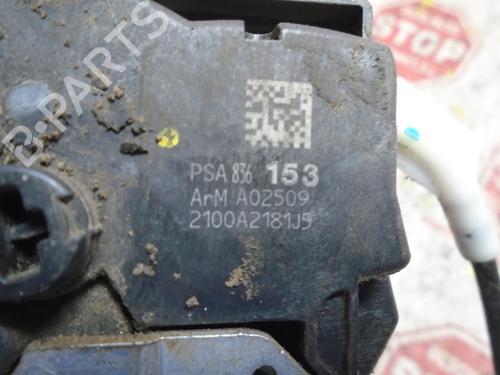 B-PARTS
STOP
PSA 836 153
ArM A02509
2100A2181J5